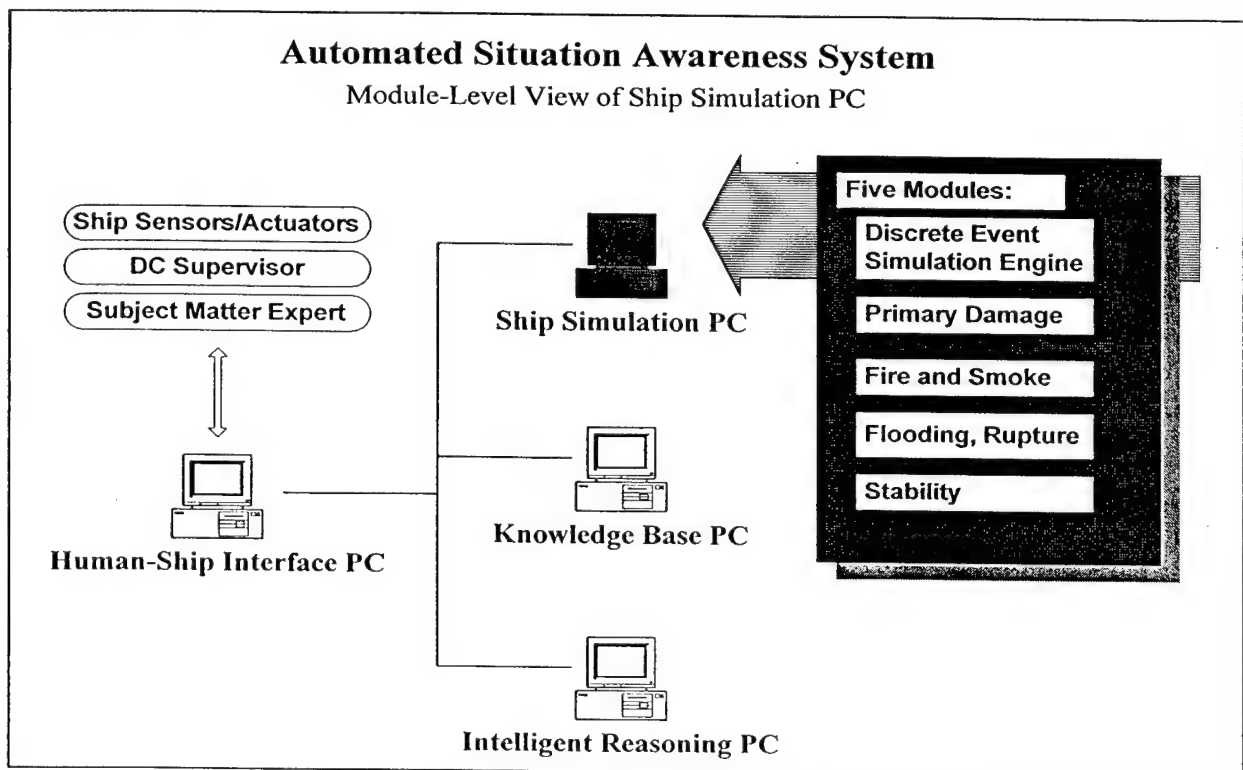 Automated Situation Awareness System
Module-Level View of Ship Simulation PC
Ship Sensors/Actuators
DC Supervisor
Subject Matter Expert
Human-Ship Interface PC
Ship Simulation PC
Knowledge Base PC
Intelligent Reasoning PC
Five Modules:
Discrete Event
Simulation Engine
Primary Damage
Fire and Smoke
Flooding, Rupture
Stability